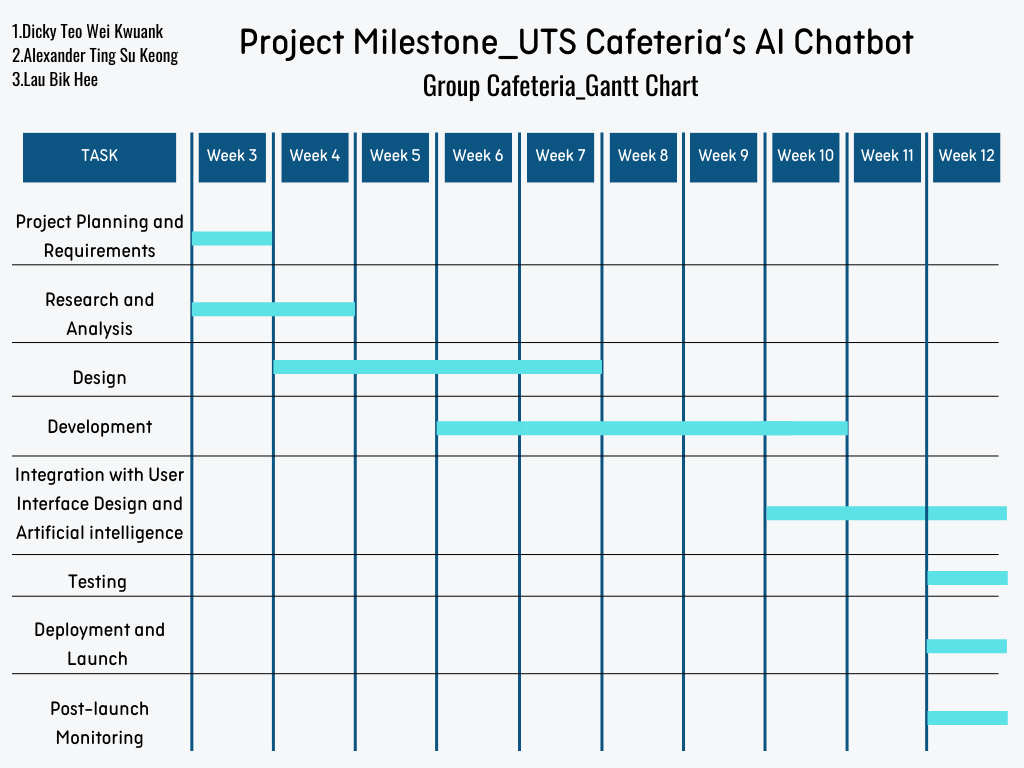 1.Dicky Teo Wei Kwuank
2.Alexander Ting Su Keong
3.Lau Bik Hee
Project Milestone_UTS Cafeteria's AI Chatbot
Group Cafeteria_Gantt Chart
TASK
Week 3
Week 4
Week 5
Week 6
Week 7
Week 8
Week 9
Week 10
Week 11
Week 12
Project Planning and
Requirements
Research and
Analysis
Design
Development
Integration with User
Interface Design and
Artificial intelligence
Testing
Deployment and
Launch
Post-launch
Monitoring